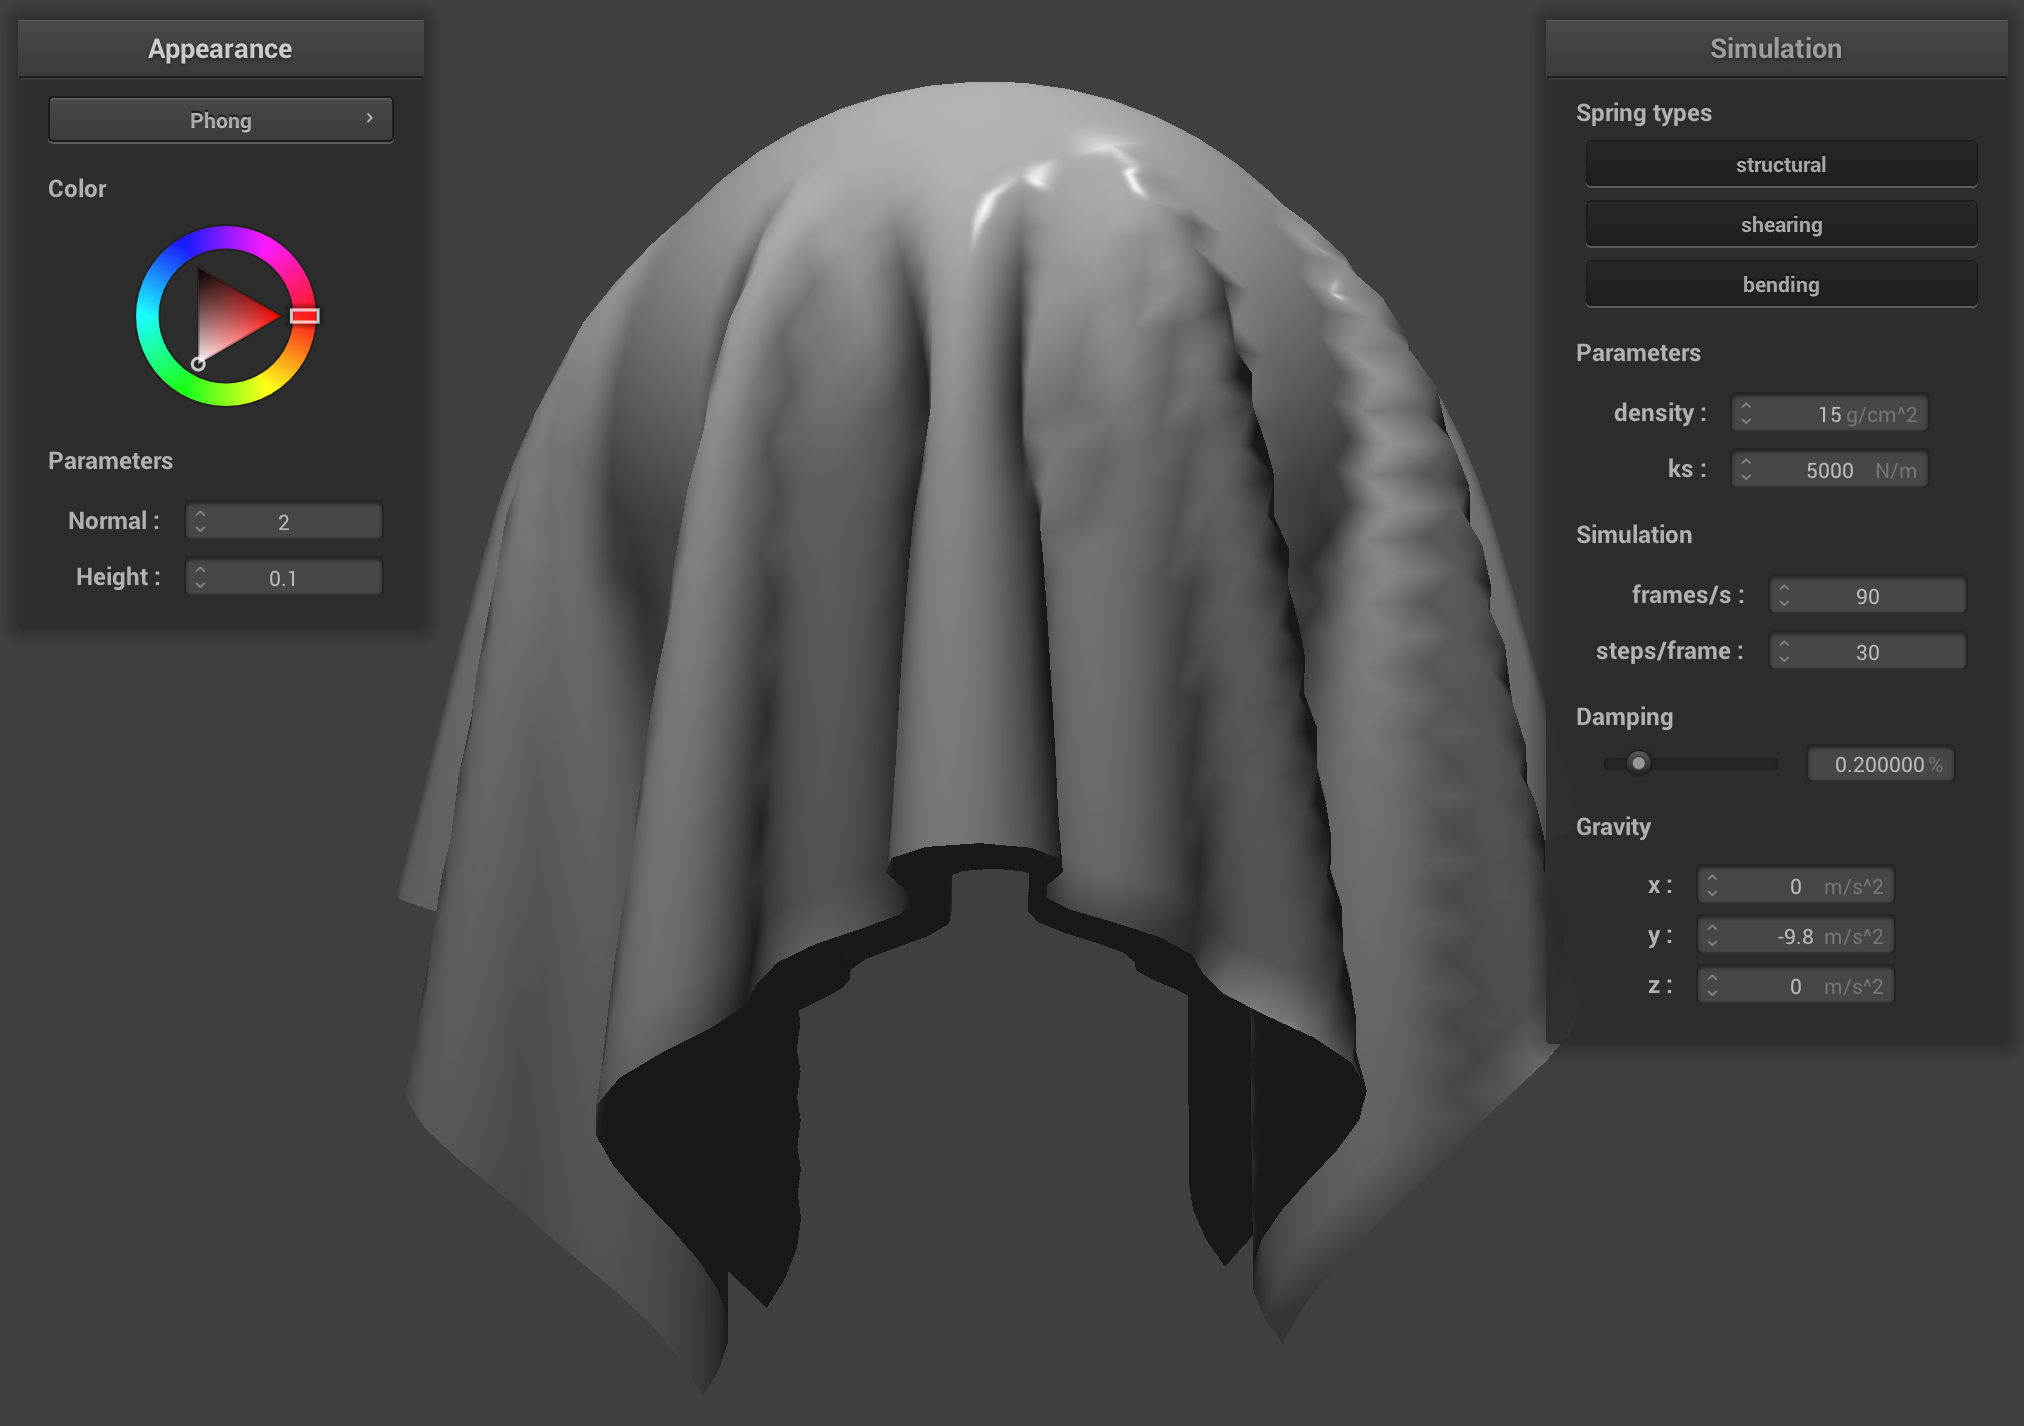 Appearance
Phong
Color
Parameters
Normal : 2
Height : 0.1
Simulation
Spring types
structural
shearing
bending
Parameters
density : 15 g/cm^2
ks : 5000 N/m
Simulation
frames/s : 90
steps/frame : 30
Damping
0.200000 %
Gravity
x : 0 m/s^2
y : -9.8 m/s^2
z : 0 m/s^2